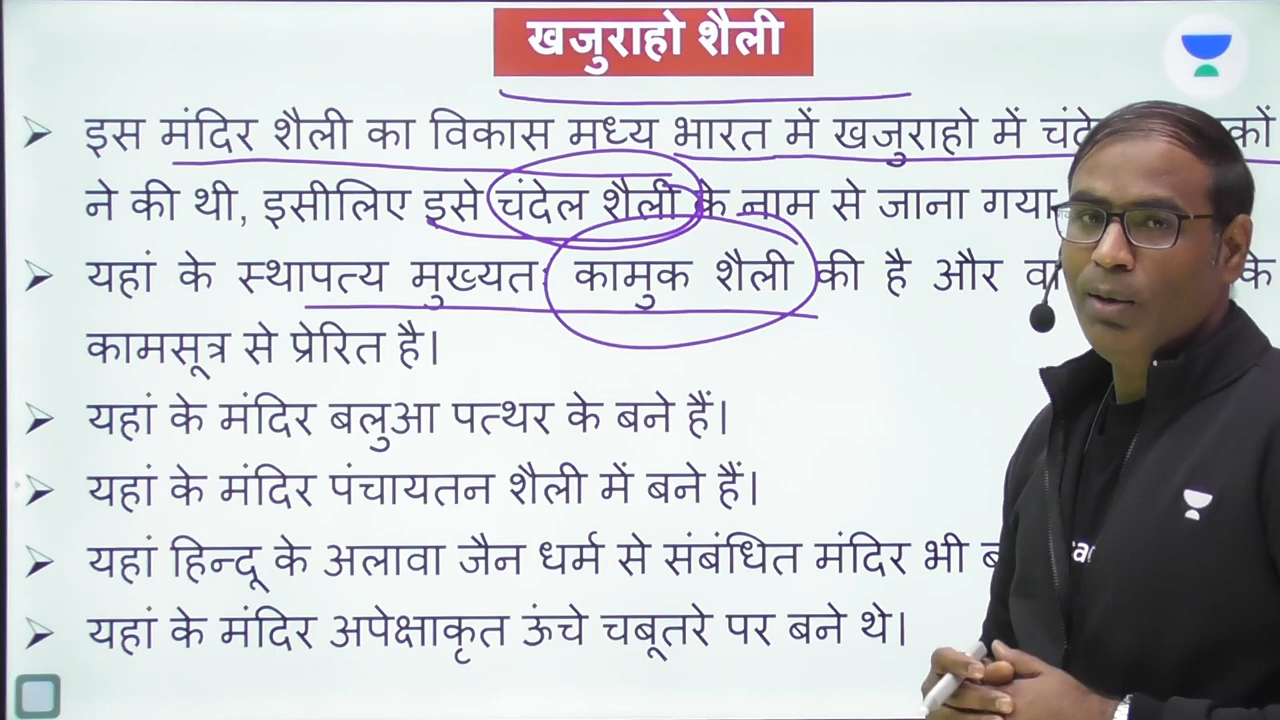 खजुराहो शैली
इस मंदिर शैली का विकास मध्य भारत में खजुराहो में
ने की थी, इसीलिए इसे चंदेल शैली के नाम से जाना गया
यहां के स्थापत्य मुख्यत: कामुक शैली की है और
कामसूत्र से प्रेरित है।
यहां के मंदिर बलुआ पत्थर के बने हैं।
यहां के मंदिर पंचायतन शैली में बने हैं।
यहां हिन्दू के अलावा जैन धर्म से संबंधित मंदिर भी
यहां के मंदिर अपेक्षाकृत ऊंचे चबूतरे पर बने थे।